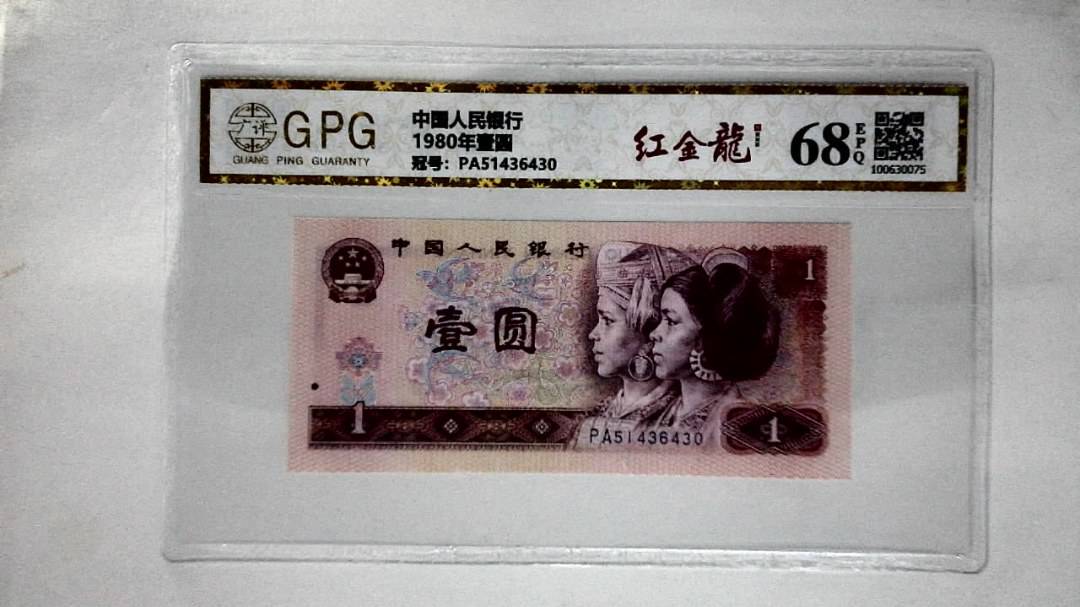 广评
GPG
GUANG PING GUARANTY
中国人民银行
1980年壹圆
冠号：PA51436430
红金龍
68
EPQ
100630075
中国人民银行
1
壹圆
1
PA51436430
1